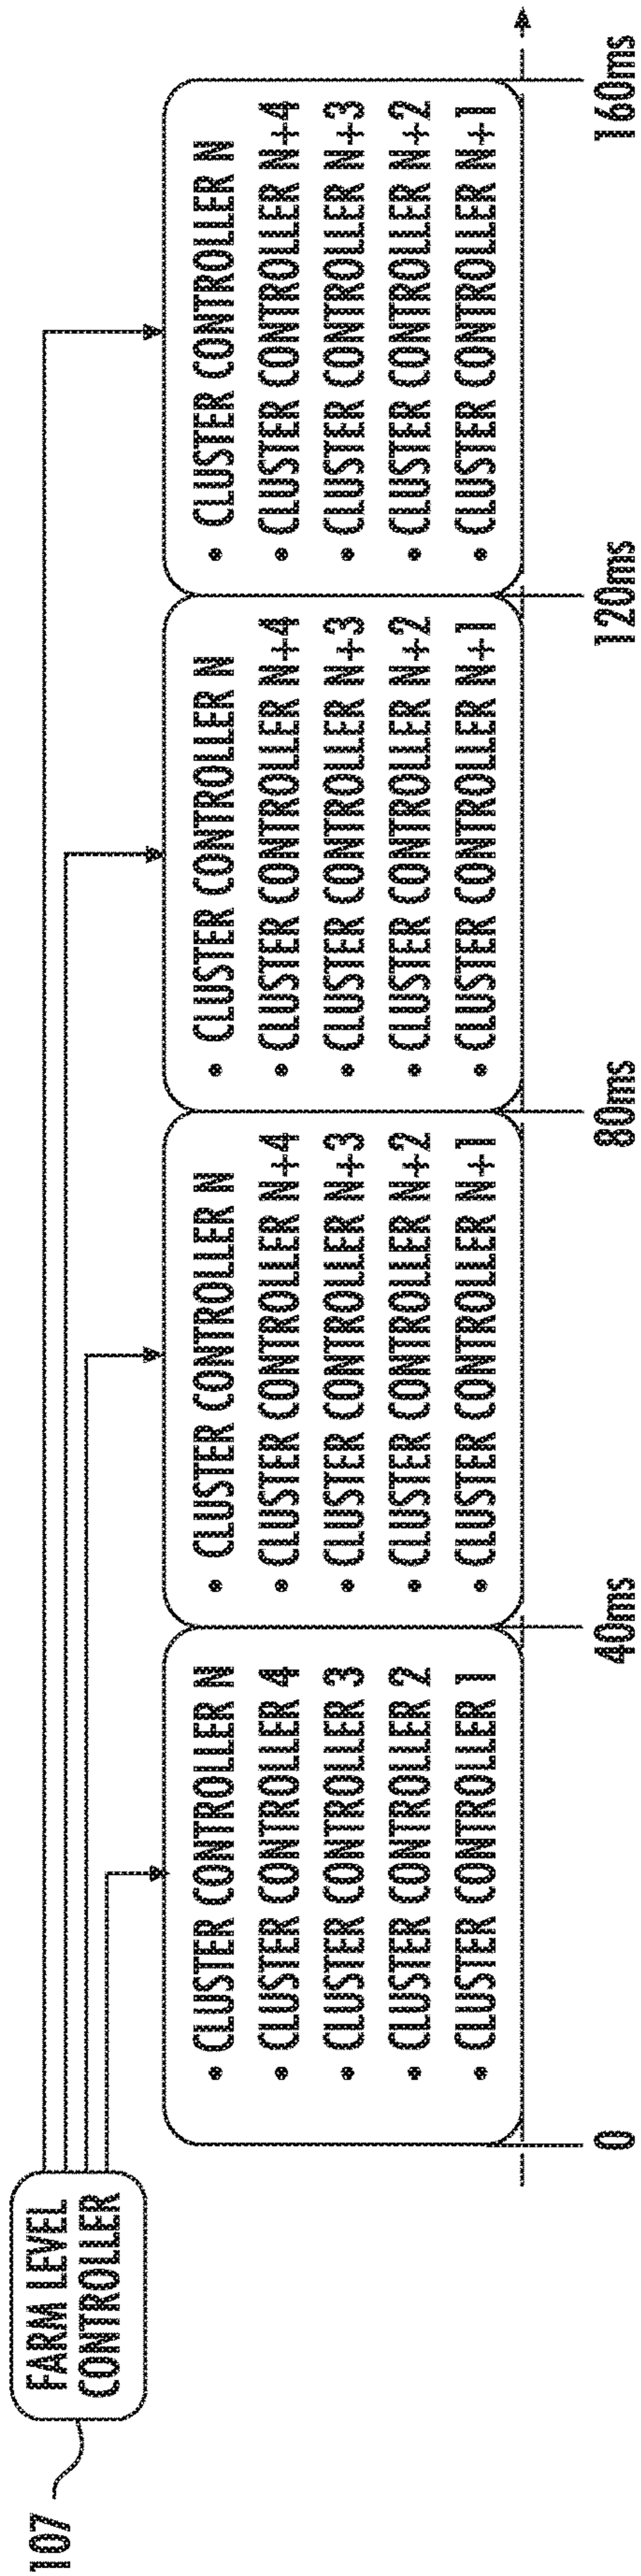 107
FARM LEVEL
CONTROLLER
• CLUSTER CONTROLLER N
• CLUSTER CONTROLLER 4
• CLUSTER CONTROLLER 3
• CLUSTER CONTROLLER 2
• CLUSTER CONTROLLER 1
• CLUSTER CONTROLLER N
• CLUSTER CONTROLLER N+4
• CLUSTER CONTROLLER N+3
• CLUSTER CONTROLLER N+2
• CLUSTER CONTROLLER N+1
• CLUSTER CONTROLLER N
• CLUSTER CONTROLLER N+4
• CLUSTER CONTROLLER N+3
• CLUSTER CONTROLLER N+2
• CLUSTER CONTROLLER N+1
• CLUSTER CONTROLLER N
• CLUSTER CONTROLLER N+4
• CLUSTER CONTROLLER N+3
• CLUSTER CONTROLLER N+2
• CLUSTER CONTROLLER N+1
0
40ms
80ms
120ms
160ms